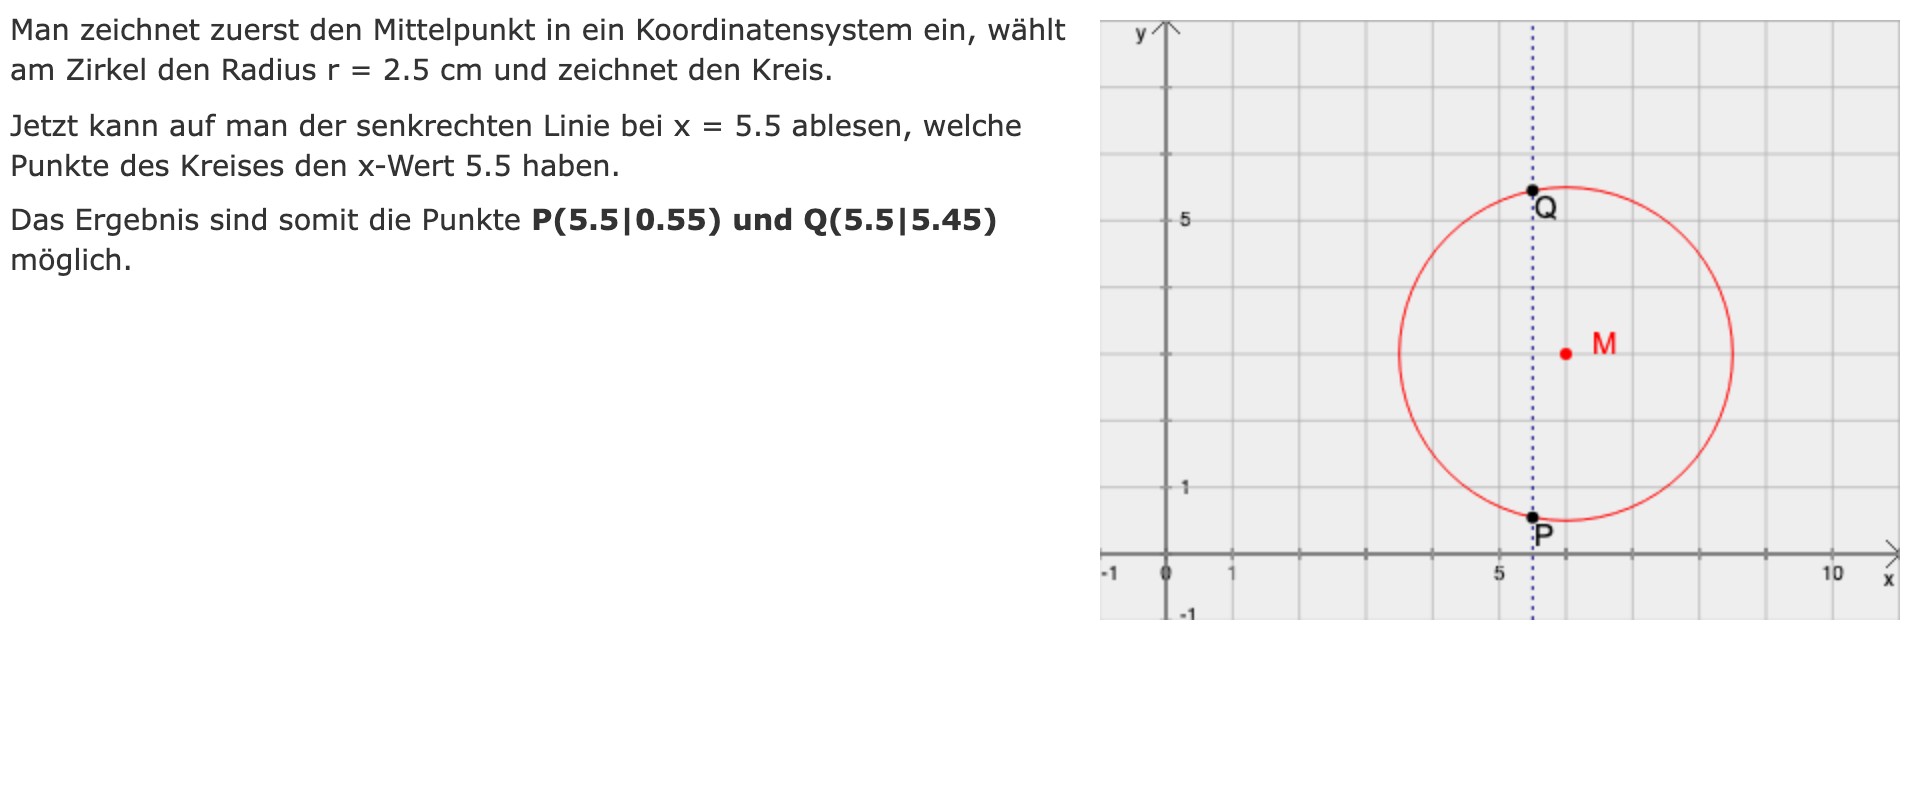 Man zeichnet zuerst den Mittelpunkt in ein Koordinatensystem ein, wählt
am Zirkel den Radius r = 2.5 cm und zeichnet den Kreis.
Jetzt kann auf man der senkrechten Linie bei x = 5.5 ablesen, welche
Punkte des Kreises den x-Wert 5.5 haben.
Das Ergebnis sind somit die Punkte P(5.5|0.55) und Q(5.5|5.45)
möglich.
y
Q
5
M
1
P
-1 0 1 5 10 x
-1